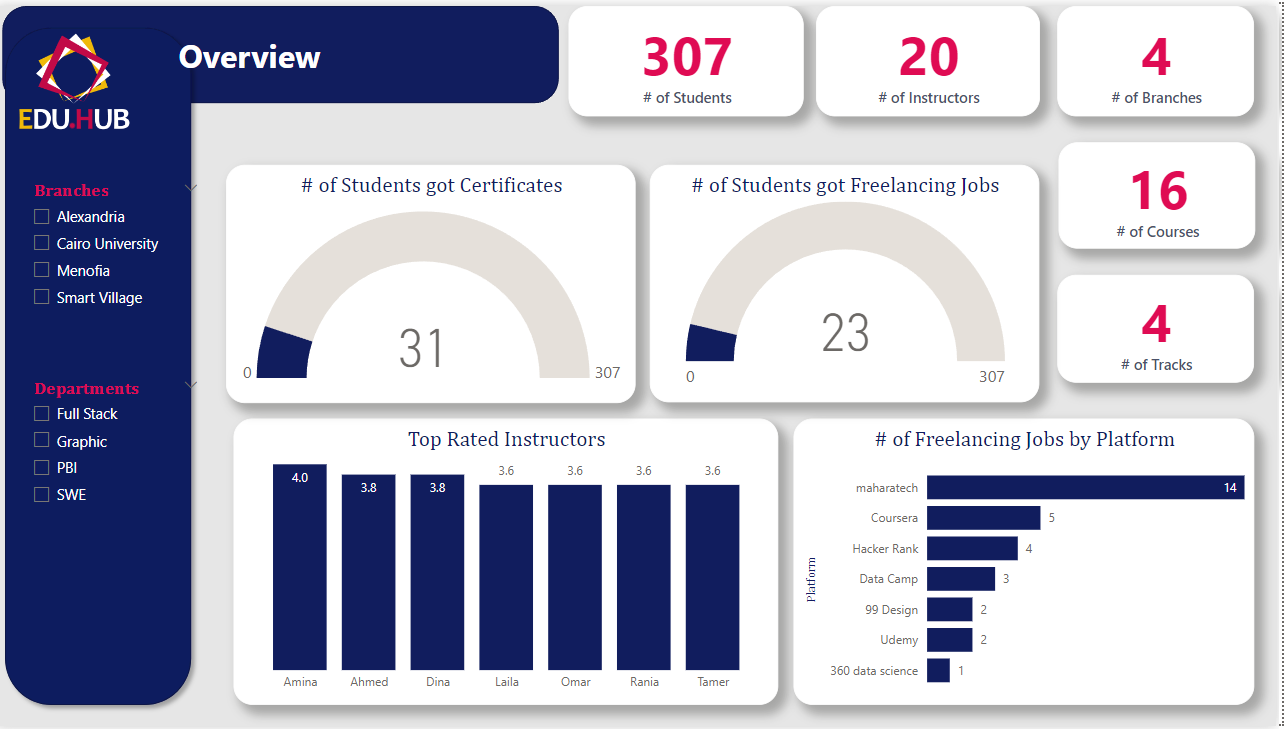 EDU.HUB
Overview
307
# of Students
20
# of Instructors
4
# of Branches
16
# of Courses
4
# of Tracks
Branches
Alexandria
Cairo University
Menofia
Smart Village
Departments
Full Stack
Graphic
PBI
SWE
# of Students got Certificates
31
0
307
# of Students got Freelancing Jobs
23
0
307
Top Rated Instructors
4.0
3.8
3.8
3.6
3.6
3.6
3.6
Amina
Ahmed
Dina
Laila
Omar
Rania
Tamer
# of Freelancing Jobs by Platform
Platform
maharatech 14
Coursera 5
Hacker Rank 4
Data Camp 3
99 Design 2
Udemy 2
360 data science 1